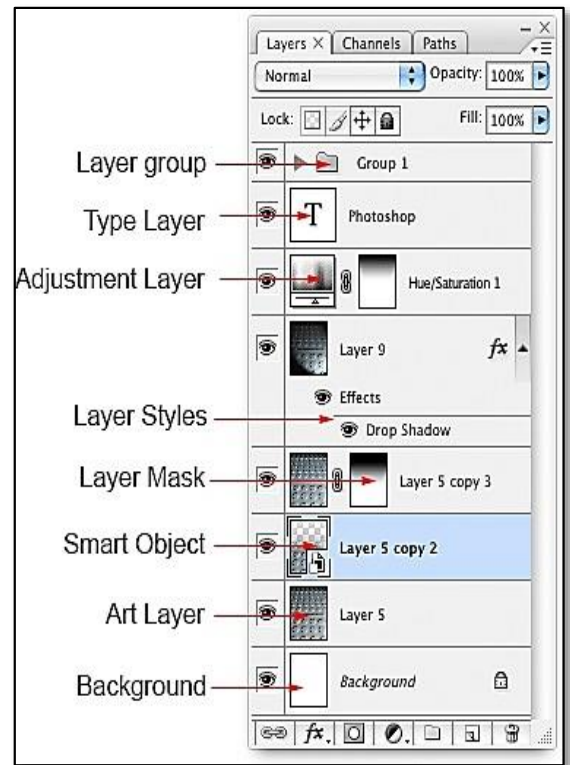 Layers × Channels Paths
Normal Opacity: 100%
Lock: Fill: 100%
Layer group Group 1
Type Layer T Photoshop
Adjustment Layer Hue/Saturation 1
Layer 9 fx
Effects
Layer Styles
Drop Shadow
Layer Mask Layer 5 copy 3
Smart Object Layer 5 copy 2
Art Layer Layer 5
Background Background
fx.